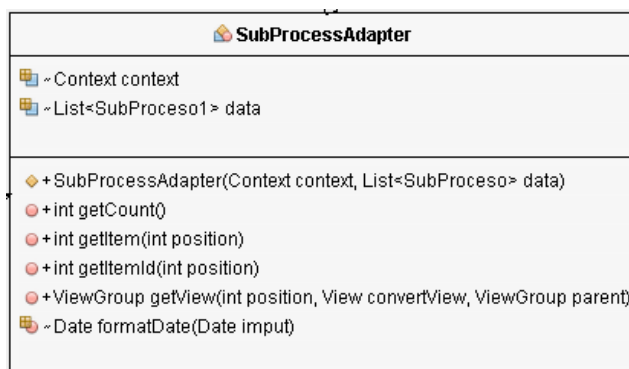 SubProcessAdapter
~Context context
~List<SubProceso1> data
+SubProcessAdapter(Context context, List<SubProceso> data)
+int getCount()
+int getItem(int position)
+int getItemId(int position)
+ViewGroup getView(int position, View convertView, ViewGroup parent)
~Date formatDate(Date imput)